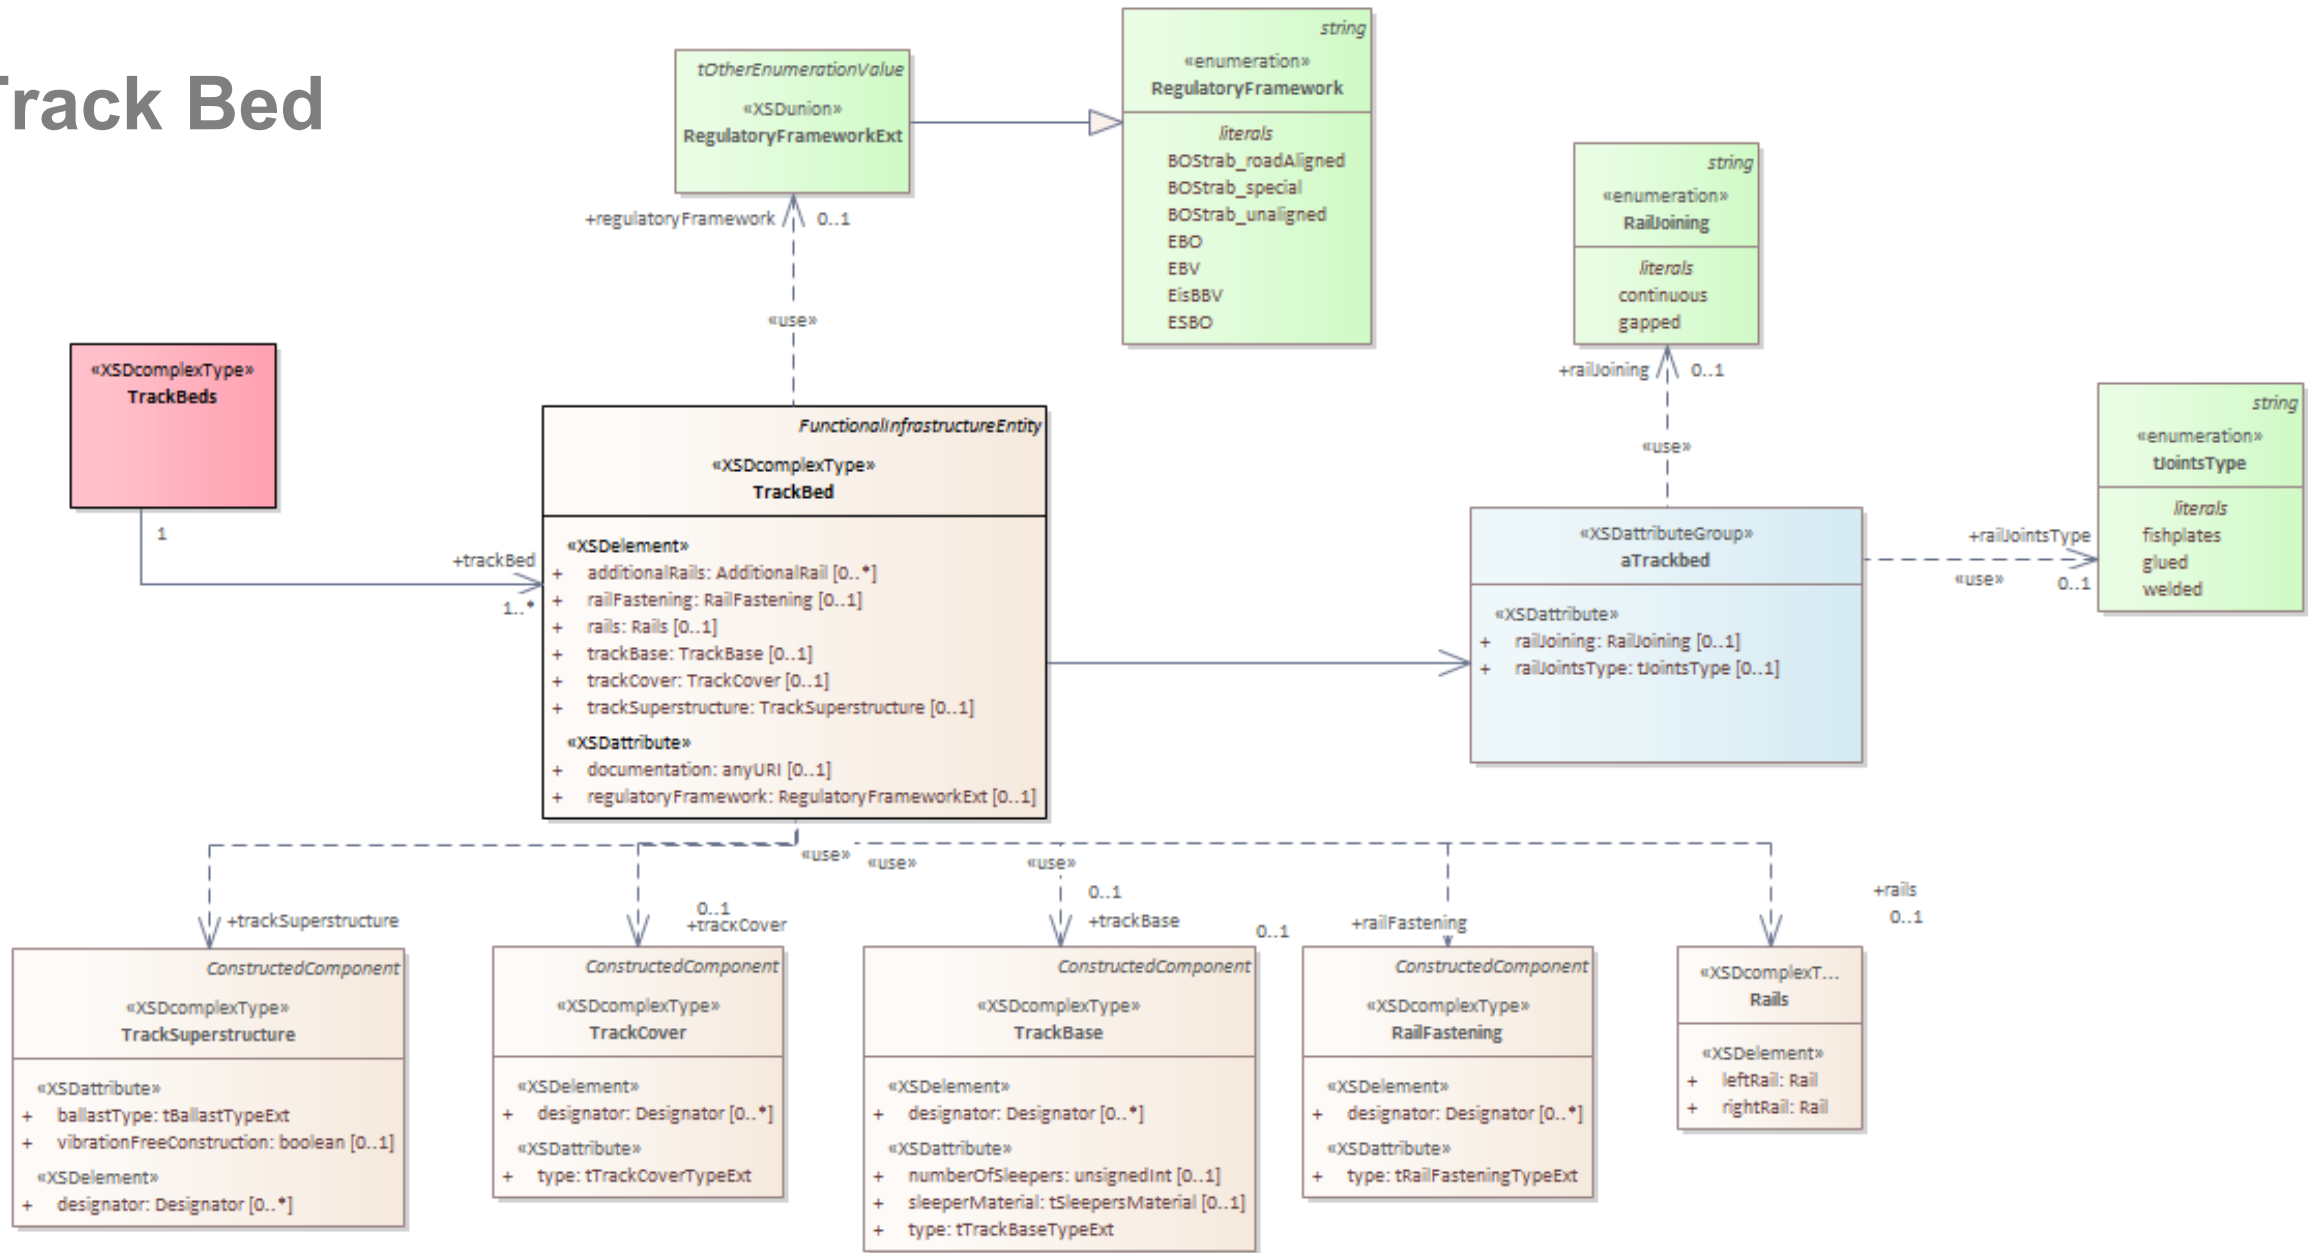 Track Bed
tOtherEnumerationValue
«XSDunion»
RegulatoryFrameworkExt
string
«enumeration»
RegulatoryFramework
literals
BOStrab_roadAligned
BOStrab_special
BOStrab_unaligned
EBO
EBV
EisBBV
ESBO
+regulatoryFramework
0..1
«use»
string
«enumeration»
RailJoining
literals
continuous
gapped
+railJoining
0..1
«use»
«XSDcomplexType»
TrackBeds
1
+trackBed
1..*
FunctionalInfrastructureEntity
«XSDcomplexType»
TrackBed
«XSDelement»
+ additionalRails: AdditionalRail [0..*]
+ railFastening: RailFastening [0..1]
+ rails: Rails [0..1]
+ trackBase: TrackBase [0..1]
+ trackCover: TrackCover [0..1]
+ trackSuperstructure: TrackSuperstructure [0..1]
«XSDattribute»
+ documentation: anyURI [0..1]
+ regulatoryFramework: RegulatoryFrameworkExt [0..1]
«XSDattributeGroup»
aTrackbed
«XSDattribute»
+ railJoining: RailJoining [0..1]
+ railJointsType: tJointsType [0..1]
+railJointsType
«use»
0..1
string
«enumeration»
tJointsType
literals
fishplates
glued
welded
«use»
«use»
«use»
+trackSuperstructure
0..1
+trackCover
0..1
+trackBase
0..1
+railFastening
+rails
0..1
ConstructedComponent
«XSDcomplexType»
TrackSuperstructure
«XSDattribute»
+ ballastType: tBallastTypeExt
+ vibrationFreeConstruction: boolean [0..1]
«XSDelement»
+ designator: Designator [0..*]
ConstructedComponent
«XSDcomplexType»
TrackCover
«XSDelement»
+ designator: Designator [0..*]
«XSDattribute»
+ type: tTrackCoverTypeExt
ConstructedComponent
«XSDcomplexType»
TrackBase
«XSDelement»
+ designator: Designator [0..*]
«XSDattribute»
+ numberOfSleepers: unsignedInt [0..1]
+ sleeperMaterial: tSleepersMaterial [0..1]
+ type: tTrackBaseTypeExt
ConstructedComponent
«XSDcomplexType»
RailFastening
«XSDelement»
+ designator: Designator [0..*]
«XSDattribute»
+ type: tRailFasteningTypeExt
«XSDcomplexT...
Rails
«XSDelement»
+ leftRail: Rail
+ rightRail: Rail